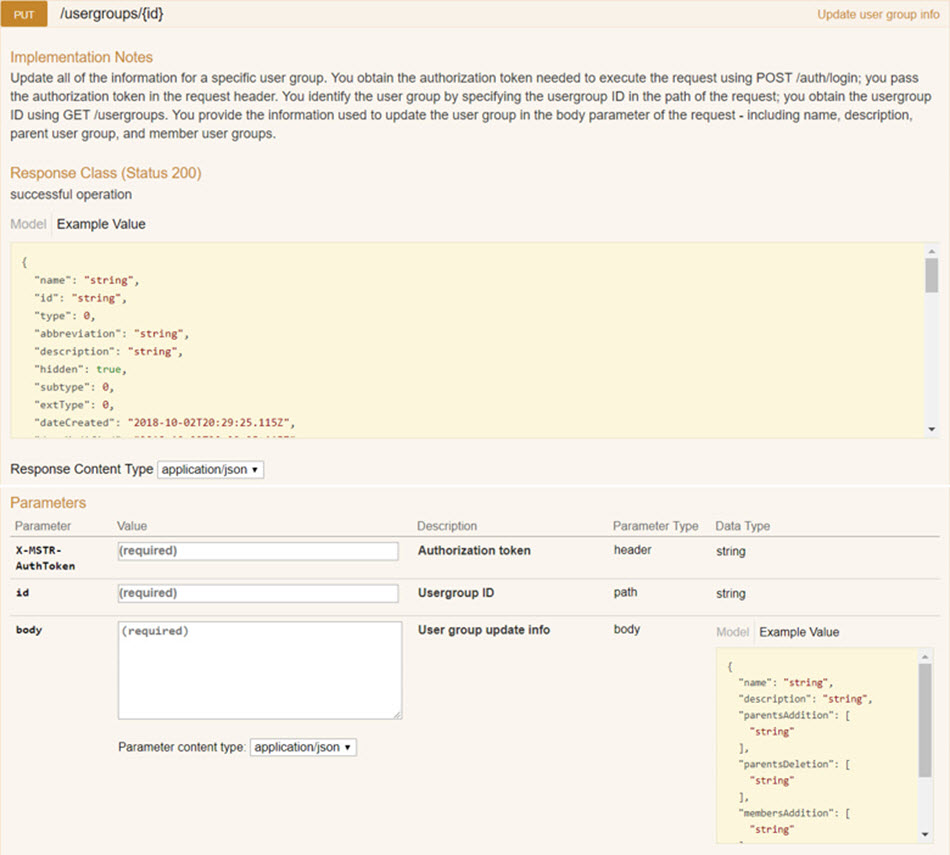 PUT /usergroups/{id} Update user group info
Implementation Notes
Update all of the information for a specific user group. You obtain the authorization token needed to execute the request using POST /auth/login; you pass
the authorization token in the request header. You identify the user group by specifying the usergroup ID in the path of the request; you obtain the usergroup
ID using GET /usergroups. You provide the information used to update the user group in the body parameter of the request - including name, description,
parent user group, and member user groups.
Response Class (Status 200)
successful operation
Model Example Value
{
"name": "string",
"id": "string",
"type": 0,
"abbreviation": "string",
"description": "string",
"hidden": true,
"subtype": 0,
"extType": 0,
"dateCreated": "2018-10-02T20:29:25.115Z",
Response Content Type application/json
Parameters
Parameter Value Description Parameter Type Data Type
X-MSTR-
AuthToken
(required) Authorization token header string
id (required) Usergroup ID path string
body (required) User group update info body Model Example Value
{
"name": "string",
"description": "string",
"parentsAddition": [
"string"
],
"parentsDeletion": [
"string"
],
"membersAddition": [
"string"
Parameter content type: application/json